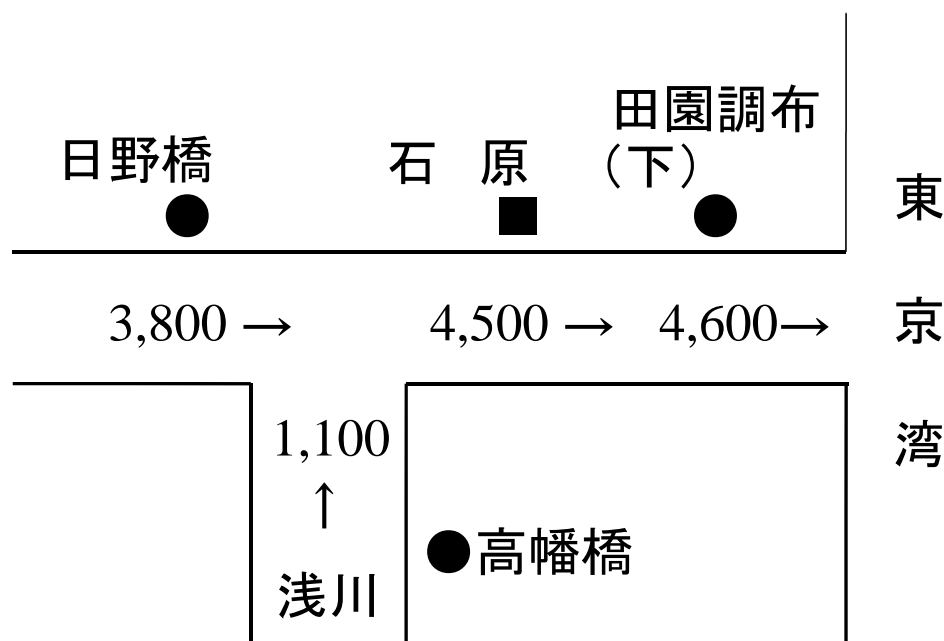 田園調布
日野橋
石 原
（下）
東
京
湾
3,800→
4,500→
4,600→
1,100
↑
浅川
高幡橋